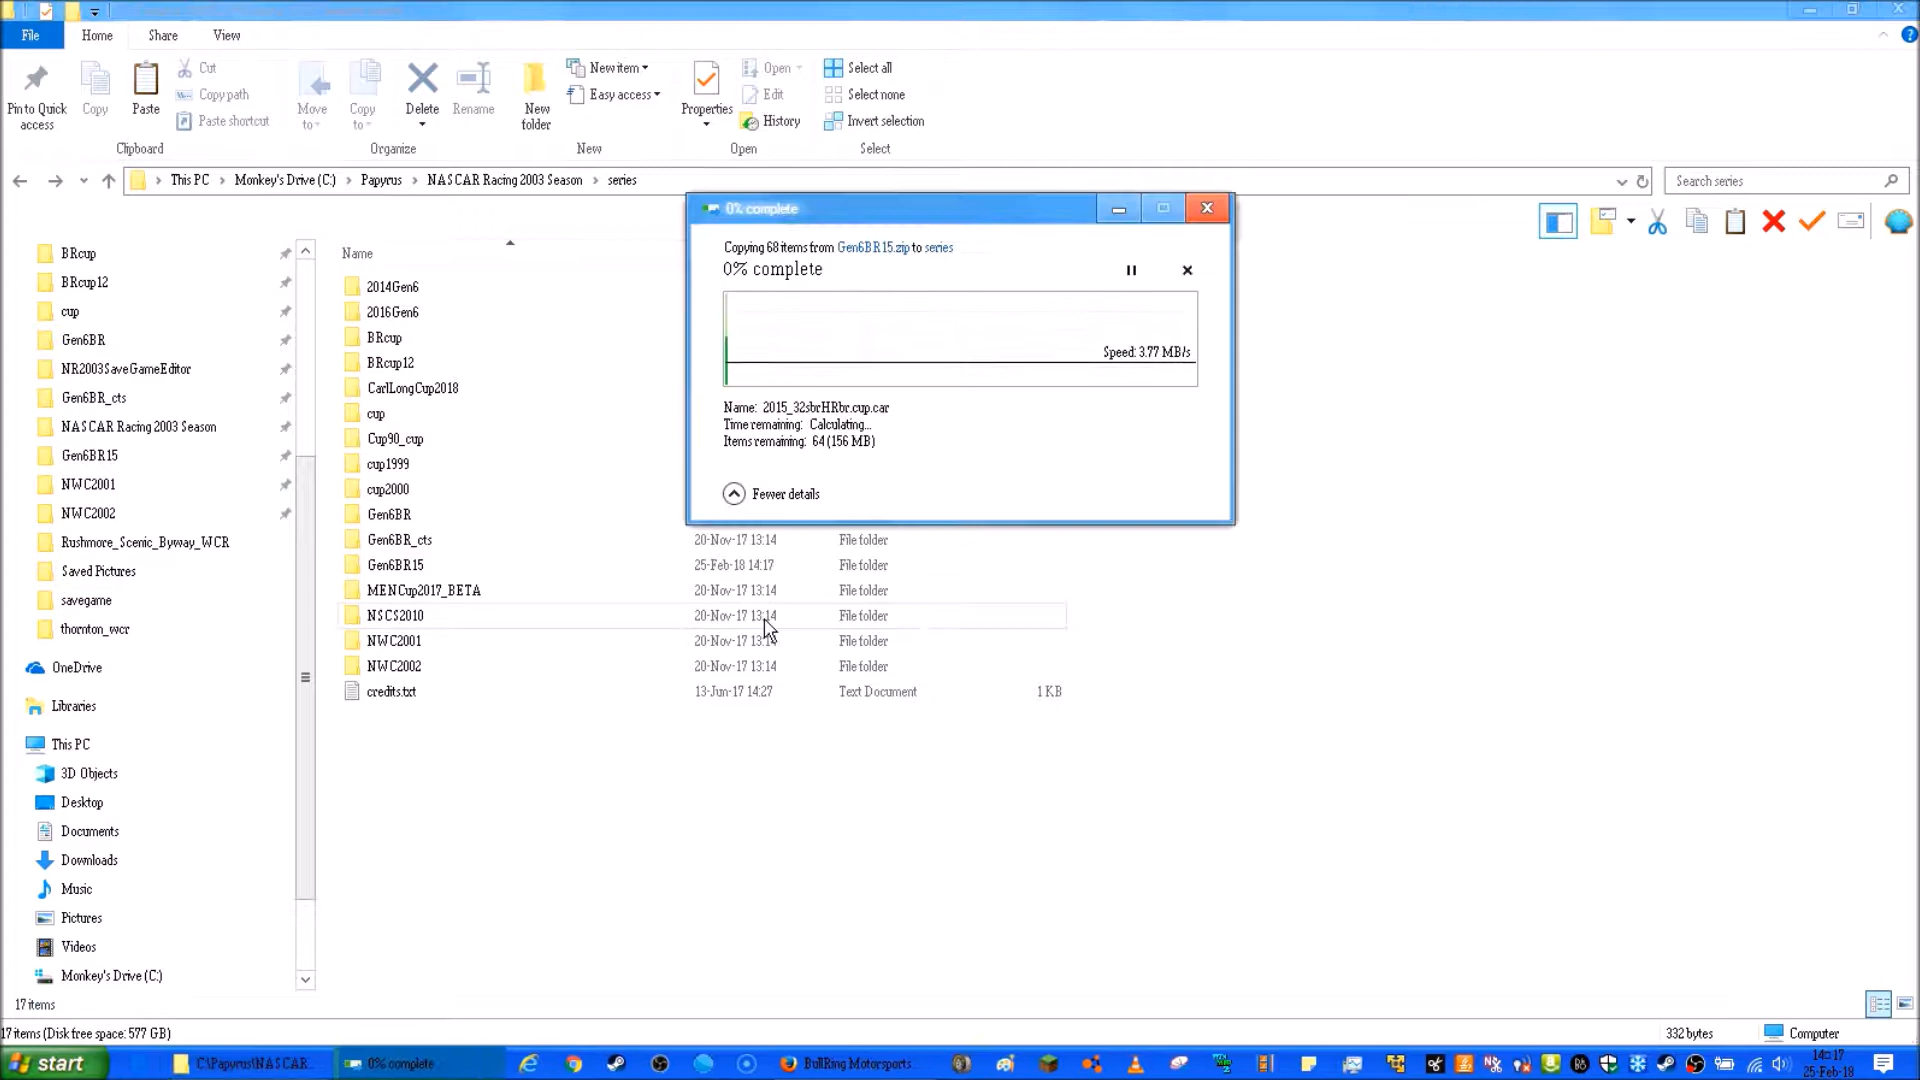 File
Home
Share
View
Pin to Quick access
Copy
Paste
Cut
Copy path
Paste shortcut
Clipboard
Move to
Copy to
Delete
Rename
Organize
New folder
New item
Easy access
New
Properties
Open
Edit
History
Open
Select all
Select none
Invert selection
Select
This PC
Monkey's Drive (C:)
Papyrus
NASCAR Racing 2003 Season
series
Search series
BRcup
BRcup12
cup
Gen6BR
NR2003SaveGameEditor
Gen6BR_cts
NASCAR Racing 2003 Season
Gen6BR15
NWC2001
NWC2002
Rushmore_Scenic_Byway_WCR
Saved Pictures
savegame
thornton_wcr
OneDrive
Libraries
This PC
3D Objects
Desktop
Documents
Downloads
Music
Pictures
Videos
Monkey's Drive (C:)
Name
2014Gen6
2016Gen6
BRcup
BRcup12
CarlLongCup2018
cup
Cup90_cup
cup1999
cup2000
Gen6BR
Gen6BR_cts 20-Nov-17 13:14 File folder
Gen6BR15 25-Feb-18 14:17 File folder
MENCup2017_BETA 20-Nov-17 13:14 File folder
NSCS2010 20-Nov-17 13:14 File folder
NWC2001 20-Nov-17 13:14 File folder
NWC2002 20-Nov-17 13:14 File folder
credits.txt 13-Jun-17 14:27 Text Document 1 KB
0% complete
Copying 68 items from Gen6BR15.zip to series
0% complete
Speed: 3.77 MB/s
Name: 2015_32sbrHRbr.cup.car
Time remaining: Calculating...
Items remaining: 64 (156 MB)
Fewer details
17 items
17 items (Disk free space: 577 GB)
332 bytes
Computer
start
C:\Papyrus\NASCAR...
0% complete
BullRing Motorsports
14:17
25-Feb-18